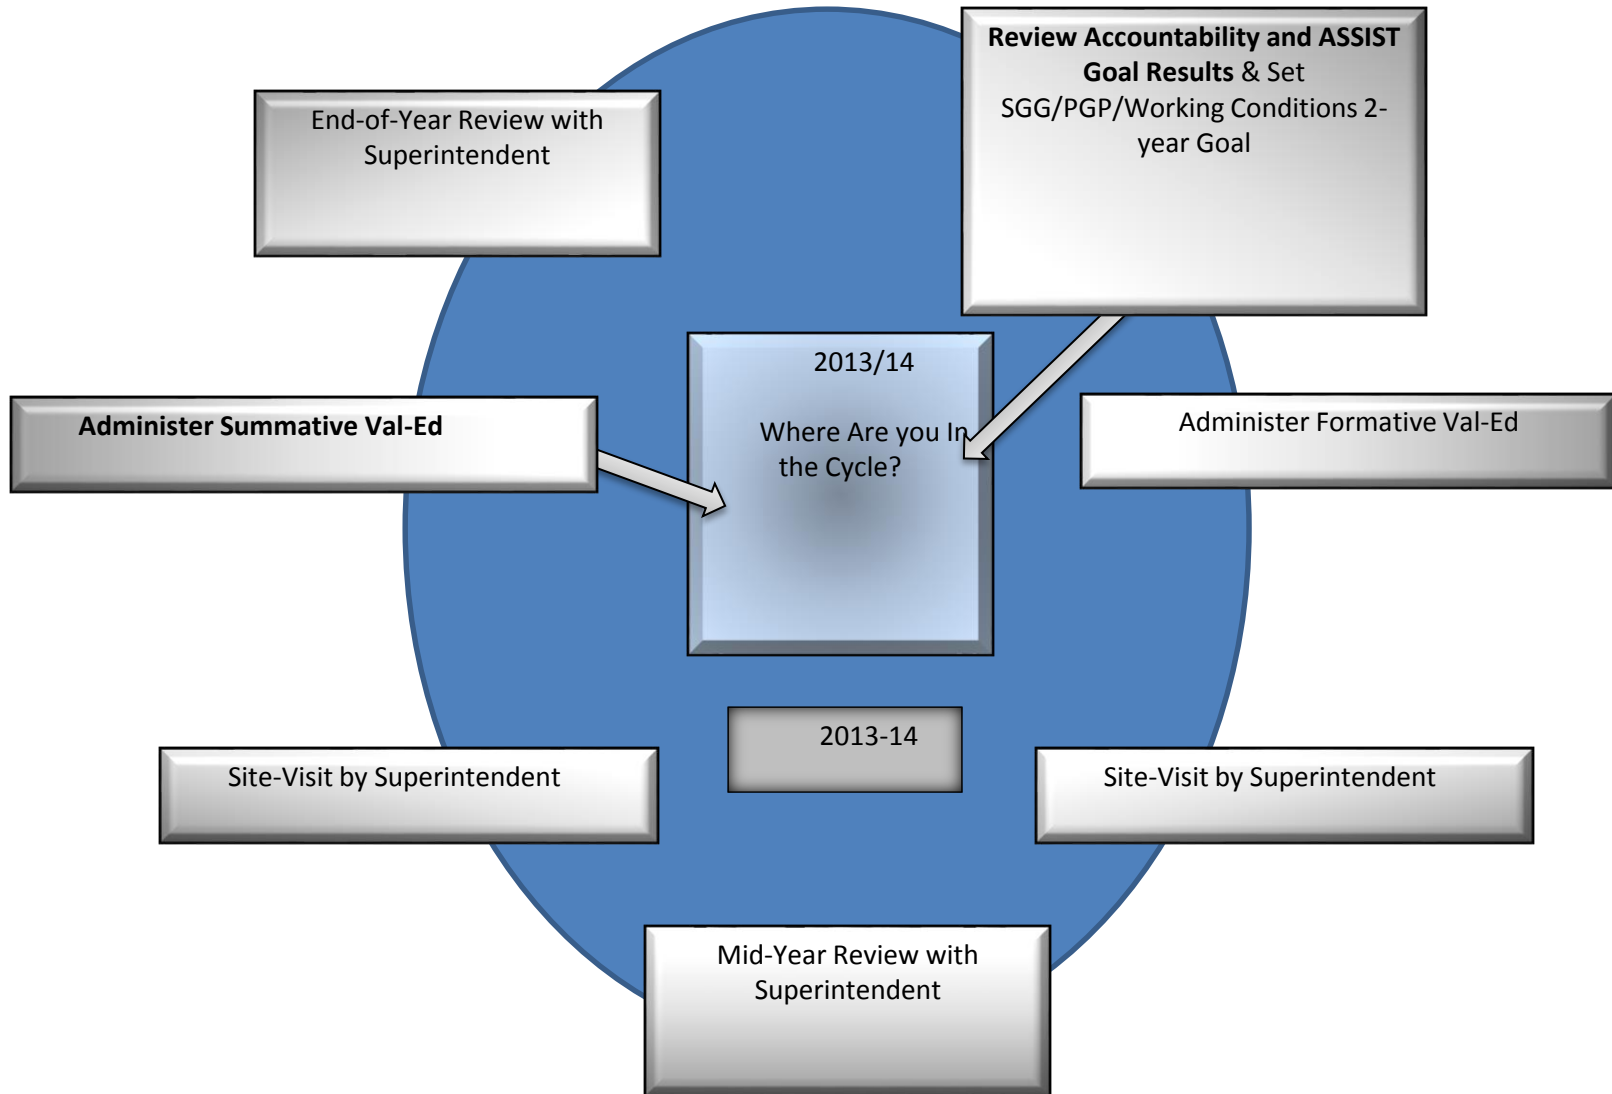 Review Accountability and ASSIST
Goal Results & Set
SGG/PGP/Working Conditions 2-
year Goal
End-of-Year Review with
Superintendent
2013/14
Where Are you In
the Cycle?
Administer Summative Val-Ed
Administer Formative Val-Ed
2013-14
Site-Visit by Superintendent
Site-Visit by Superintendent
Mid-Year Review with
Superintendent